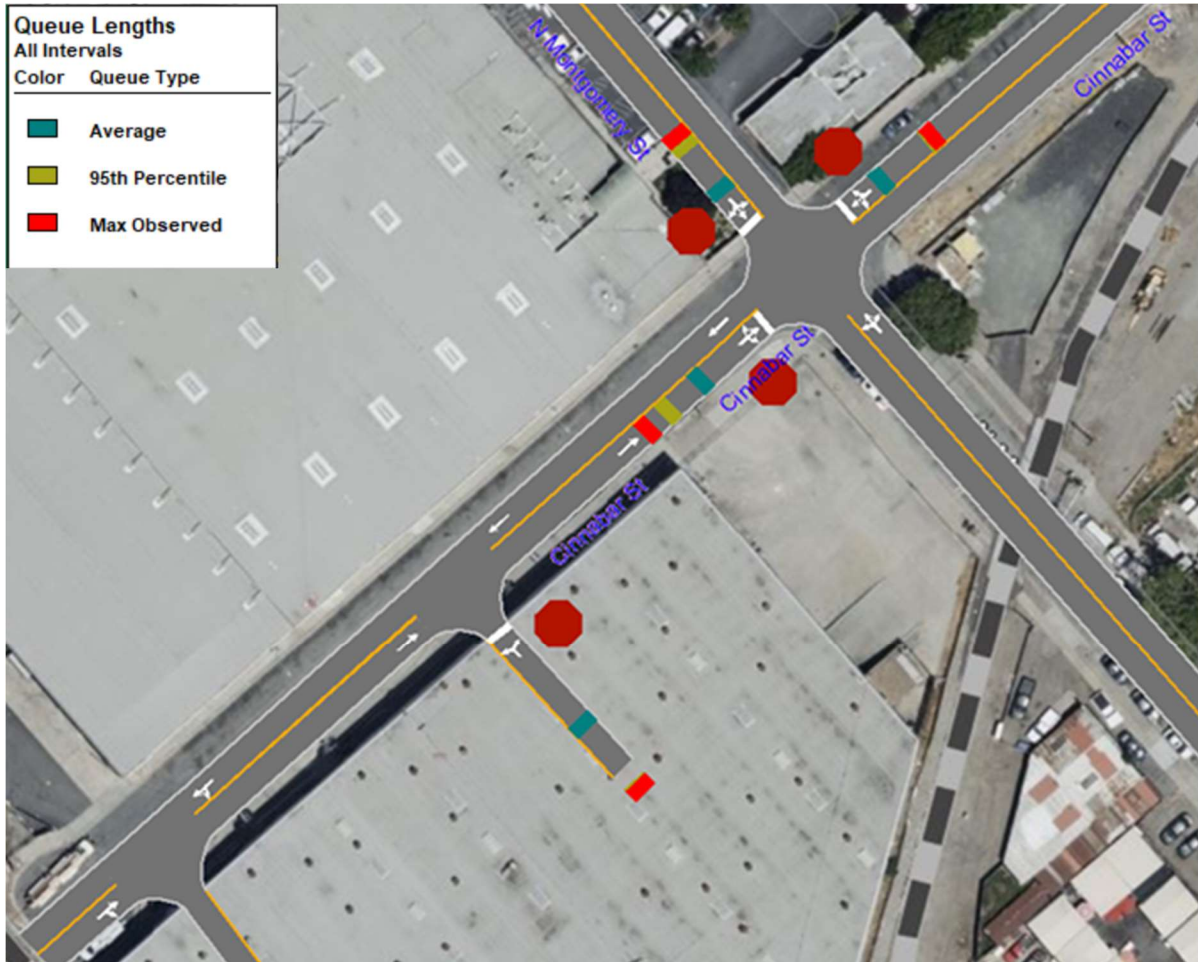 Queue Lengths
All Intervals
Color Queue Type
Average
95th Percentile
Max Observed
N Montgomery St
Cinnabar St
Cinnabar St
Cinnabar St